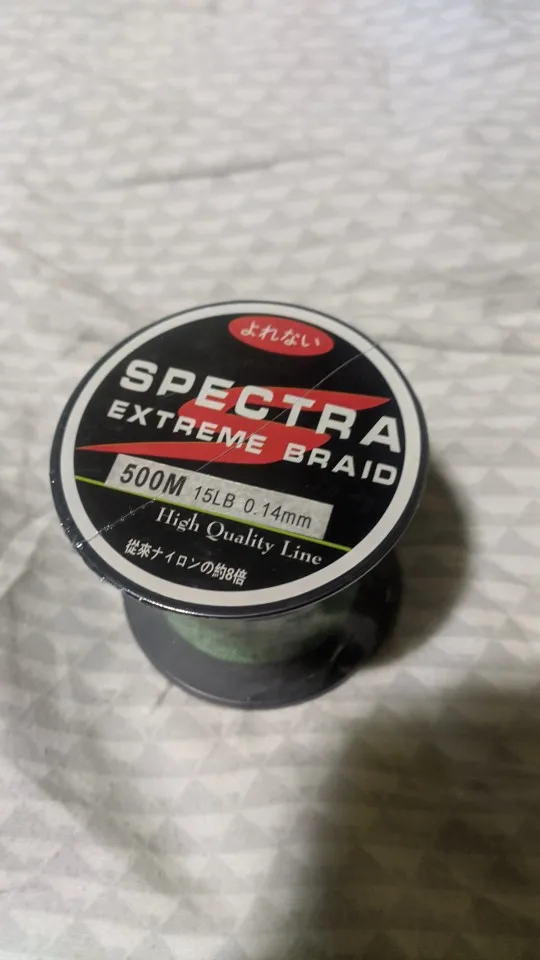 よれない
SPECTRA
EXTREME BRAID
500M 15LB 0.14mm
High Quality Line
従来ナイロンの約8倍